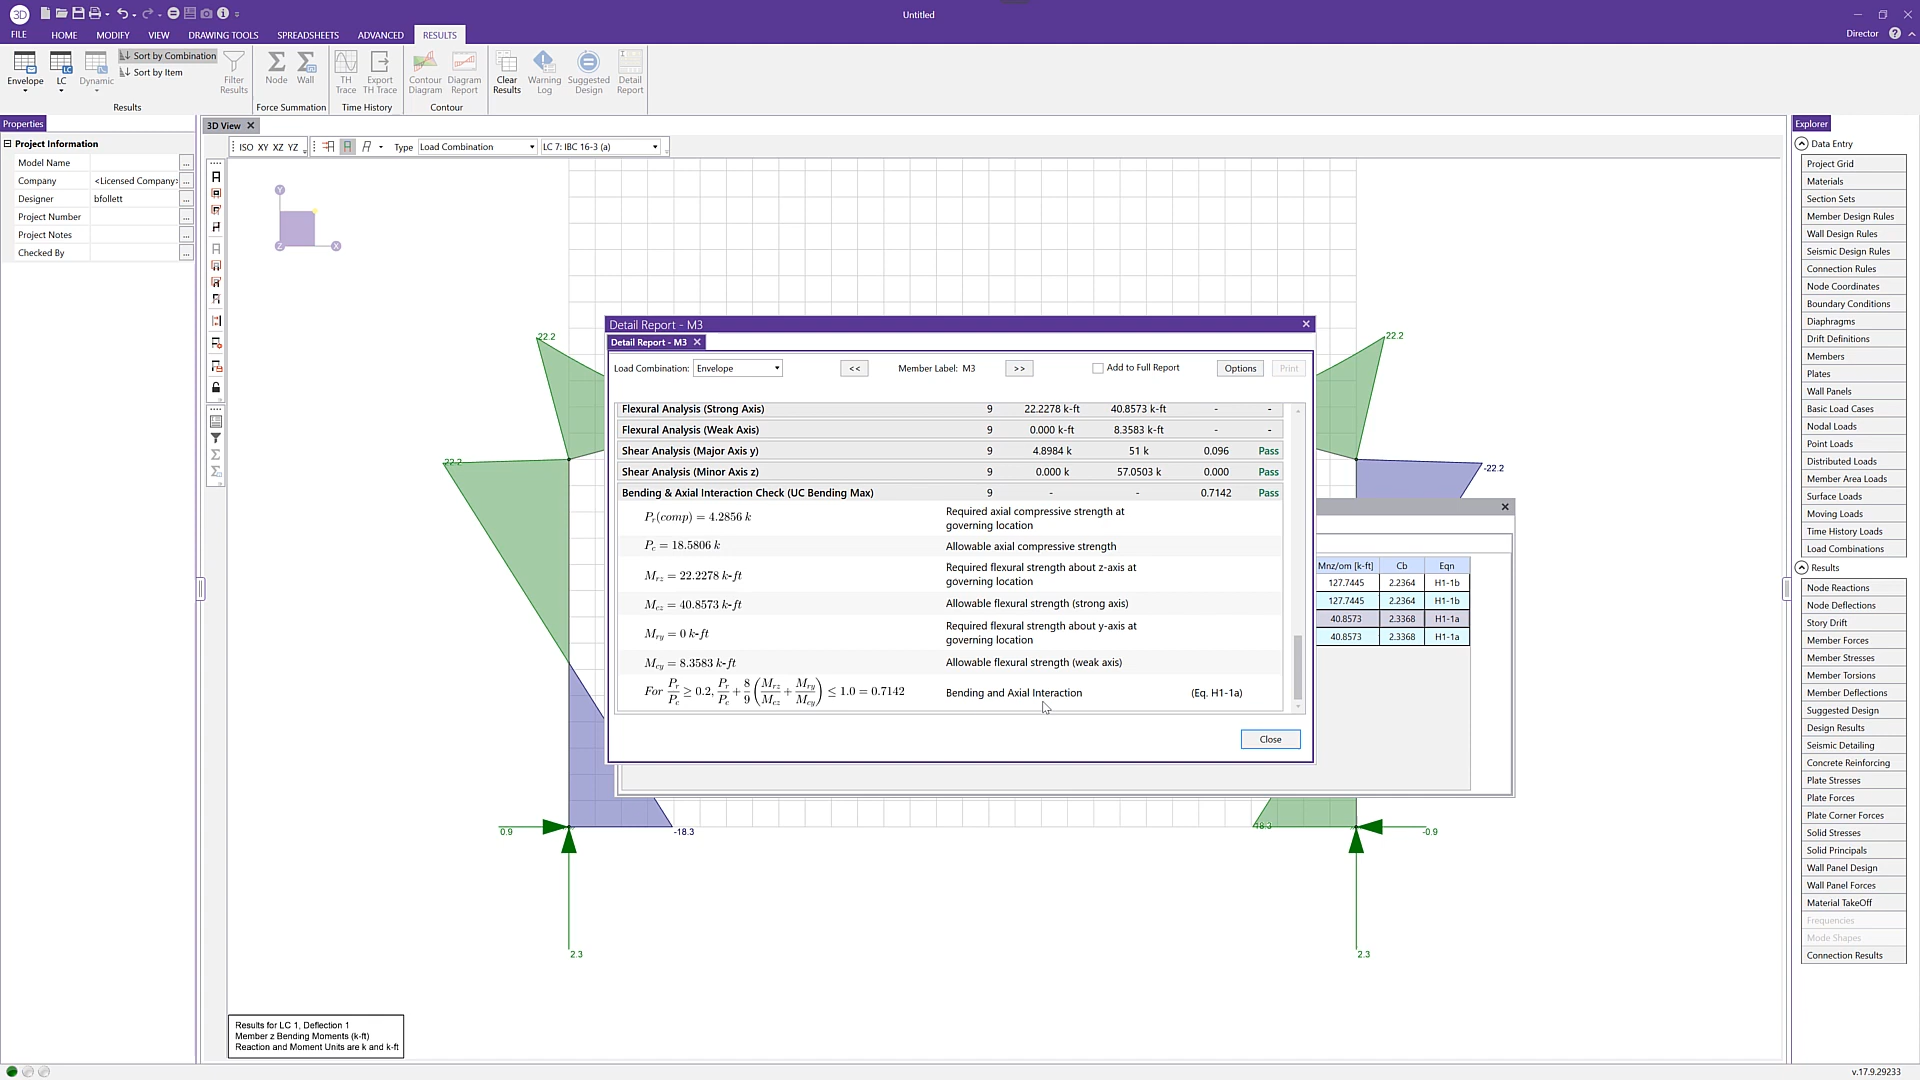 3D
Untitled
FILE HOME MODIFY VIEW DRAWING TOOLS SPREADSHEETS ADVANCED RESULTS
Director
Envelope LC Dynamic
Sort by Combination
Sort by Item
Filter Results
Results
Node Wall
Force Summation
TH Trace
Export TH Trace
Time History
Contour Diagram
Diagram Report
Contour
Clear Results
Warning Log
Suggested Design
Detail Report
Properties
Project Information
Model Name ...
Company <Licensed Company> ...
Designer bfollett ...
Project Number ...
Project Notes ...
Checked By ...
3D View
ISO XY XZ YZ
Type Load Combination LC 7: IBC 16-3 (a)
Y
Z X
22.2
22.2
22.2
-22.2
Detail Report - M3
Detail Report - M3
Load Combination: Envelope << Member Label: M3 >> Add to Full Report Options Print
Flexural Analysis (Strong Axis) 9 22.2278 k-ft 40.8573 k-ft - -
Flexural Analysis (Weak Axis) 9 0.000 k-ft 8.3583 k-ft - -
Shear Analysis (Major Axis y) 9 4.8984 k 51 k 0.096 Pass
Shear Analysis (Minor Axis z) 9 0.000 k 57.0503 k 0.000 Pass
Bending & Axial Interaction Check (UC Bending Max) 9 - - 0.7142 Pass
Pr(comp) = 4.2856 k Required axial compressive strength at governing location
Pc = 18.5806 k Allowable axial compressive strength
Mrz = 22.2278 k-ft Required flexural strength about z-axis at governing location
Mcz = 40.8573 k-ft Allowable flexural strength (strong axis)
Mry = 0 k-ft Required flexural strength about y-axis at governing location
Mcy = 8.3583 k-ft Allowable flexural strength (weak axis)
For Pr/Pc ≥ 0.2, Pr/Pc + 8/9 (Mrz/Mcz + Mry/Mcy) ≤ 1.0 = 0.7142 Bending and Axial Interaction (Eq. H1-1a)
Close
Mnz/om [k-ft] Cb Eqn
127.7445 2.2364 H1-1b
127.7445 2.2364 H1-1b
40.8573 2.3368 H1-1a
40.8573 2.3368 H1-1a
0.9
-18.3
18.3
-0.9
2.3
2.3
Results for LC 1, Deflection 1
Member z Bending Moments (k-ft)
Reaction and Moment Units are k and k-ft
Explorer
Data Entry
Project Grid
Materials
Section Sets
Member Design Rules
Wall Design Rules
Seismic Design Rules
Connection Rules
Node Coordinates
Boundary Conditions
Diaphragms
Drift Definitions
Members
Plates
Wall Panels
Basic Load Cases
Nodal Loads
Point Loads
Distributed Loads
Member Area Loads
Surface Loads
Moving Loads
Time History Loads
Load Combinations
Results
Node Reactions
Node Deflections
Story Drift
Member Forces
Member Stresses
Member Torsions
Member Deflections
Suggested Design
Design Results
Seismic Detailing
Concrete Reinforcing
Plate Stresses
Plate Forces
Plate Corner Forces
Solid Stresses
Solid Principals
Wall Panel Design
Wall Panel Forces
Material TakeOff
Frequencies
Mode Shapes
Connection Results
v.17.9.29233